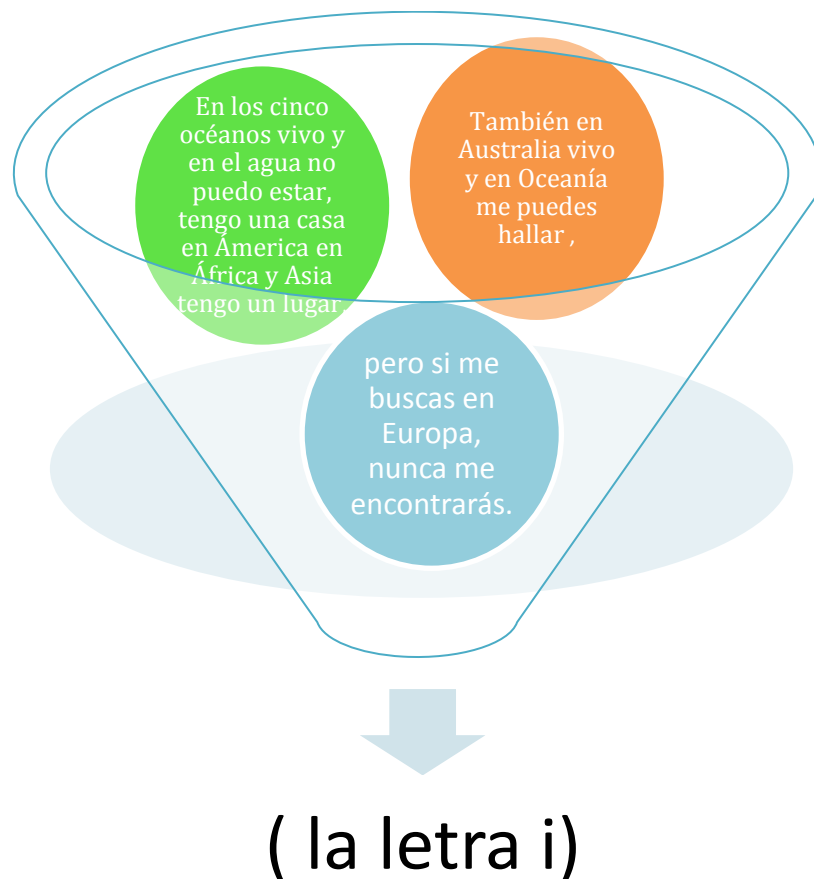 En los cinco
océanos vivo y
en el agua no
puedo estar,
tengo una casa
en Ámerica en
África y Asia
tengo un lugar.
También en
Australia vivo
y en Oceanía
me puedes
hallar ,
pero si me
buscas en
Europa,
nunca me
encontrarás.
( la letra i)